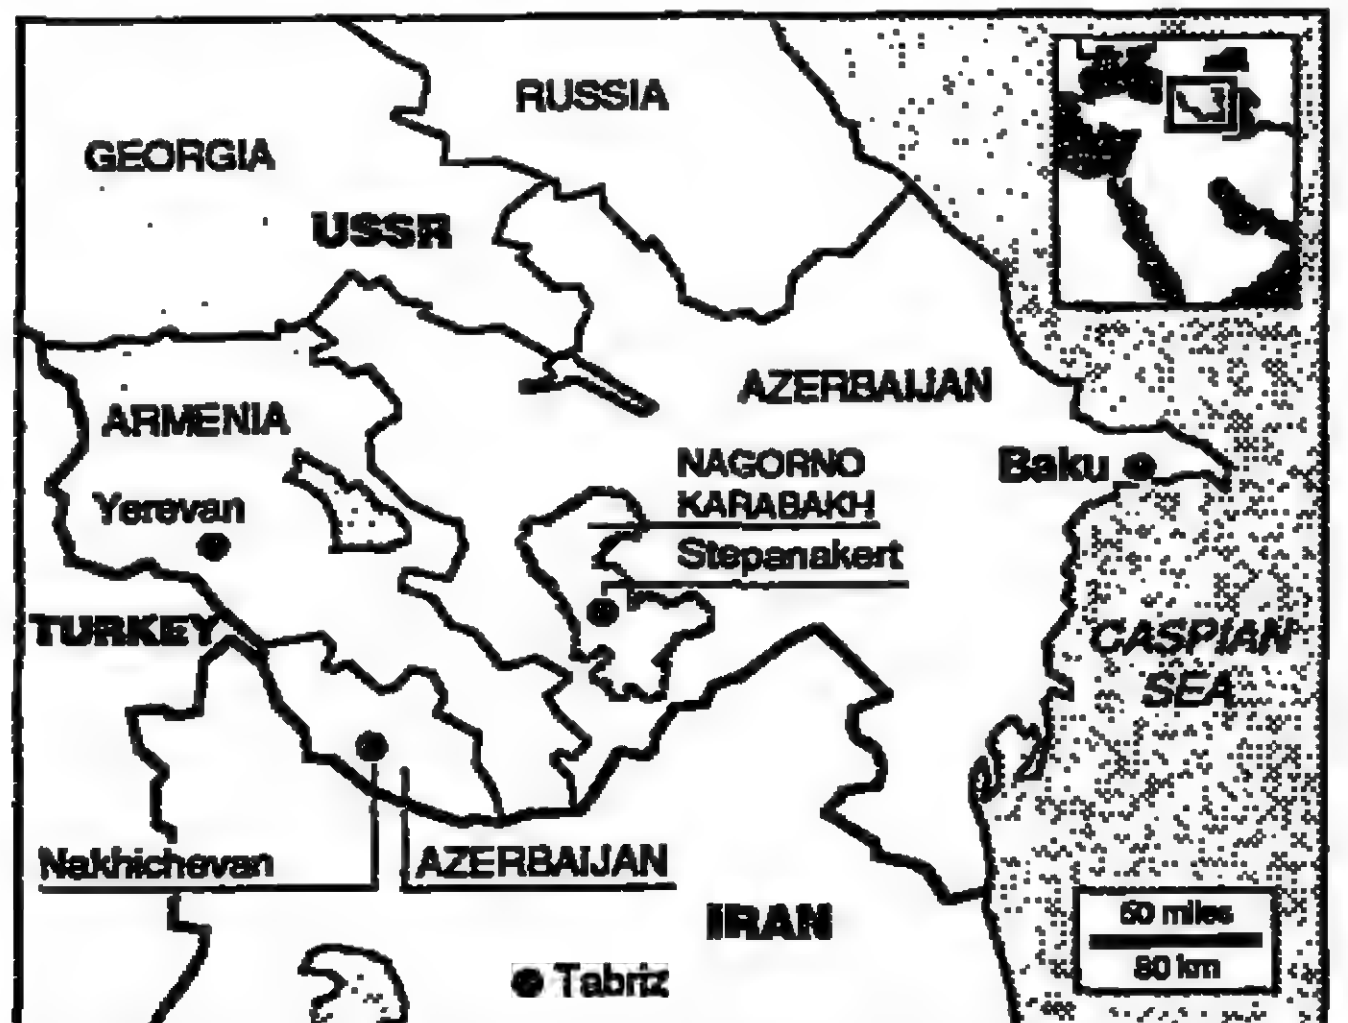 RUSSIA
GEORGIA
USSR
AZERBAIJAN
ARMENIA
NAGORNO
KARABAKH
Baku
Yerevan
Stepanakert
TURKEY
CASPIAN
SEA
Nakhichevan
AZERBAIJAN
IRAN
50 miles
80 km
Tabriz